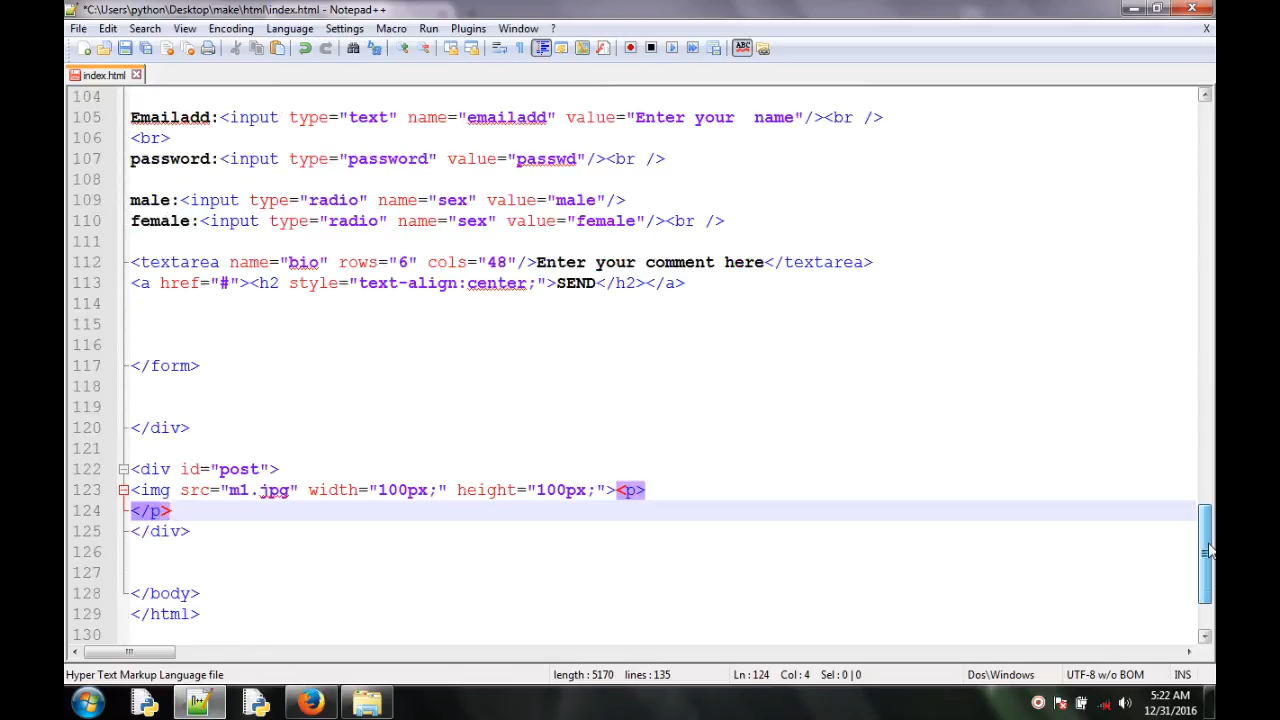 *C:\Users\python\Desktop\make\html\index.html - Notepad++
File Edit Search View Encoding Language Settings Macro Run Plugins Window ? X
ABC
index.html
104
105 Emailadd:<input type="text" name="emailadd" value="Enter your  name"/><br />
106 <br>
107 password:<input type="password" value="passwd"/><br />
108
109 male:<input type="radio" name="sex" value="male"/>
110 female:<input type="radio" name="sex" value="female"/><br />
111
112 <textarea name="bio" rows="6" cols="48"/>Enter your comment here</textarea>
113 <a href="#"><h2 style="text-align:center;">SEND</h2></a>
114
115
116
117 </form>
118
119
120 </div>
121
122 <div id="post">
123 <img src="m1.jpg" width="100px;" height="100px;"><p>
124 </p>
125 </div>
126
127
128 </body>
129 </html>
130
Hyper Text Markup Language file length : 5170 lines : 135 Ln : 124 Col : 4 Sel : 0 | 0 Dos\Windows UTF-8 w/o BOM INS
5:22 AM
12/31/2016